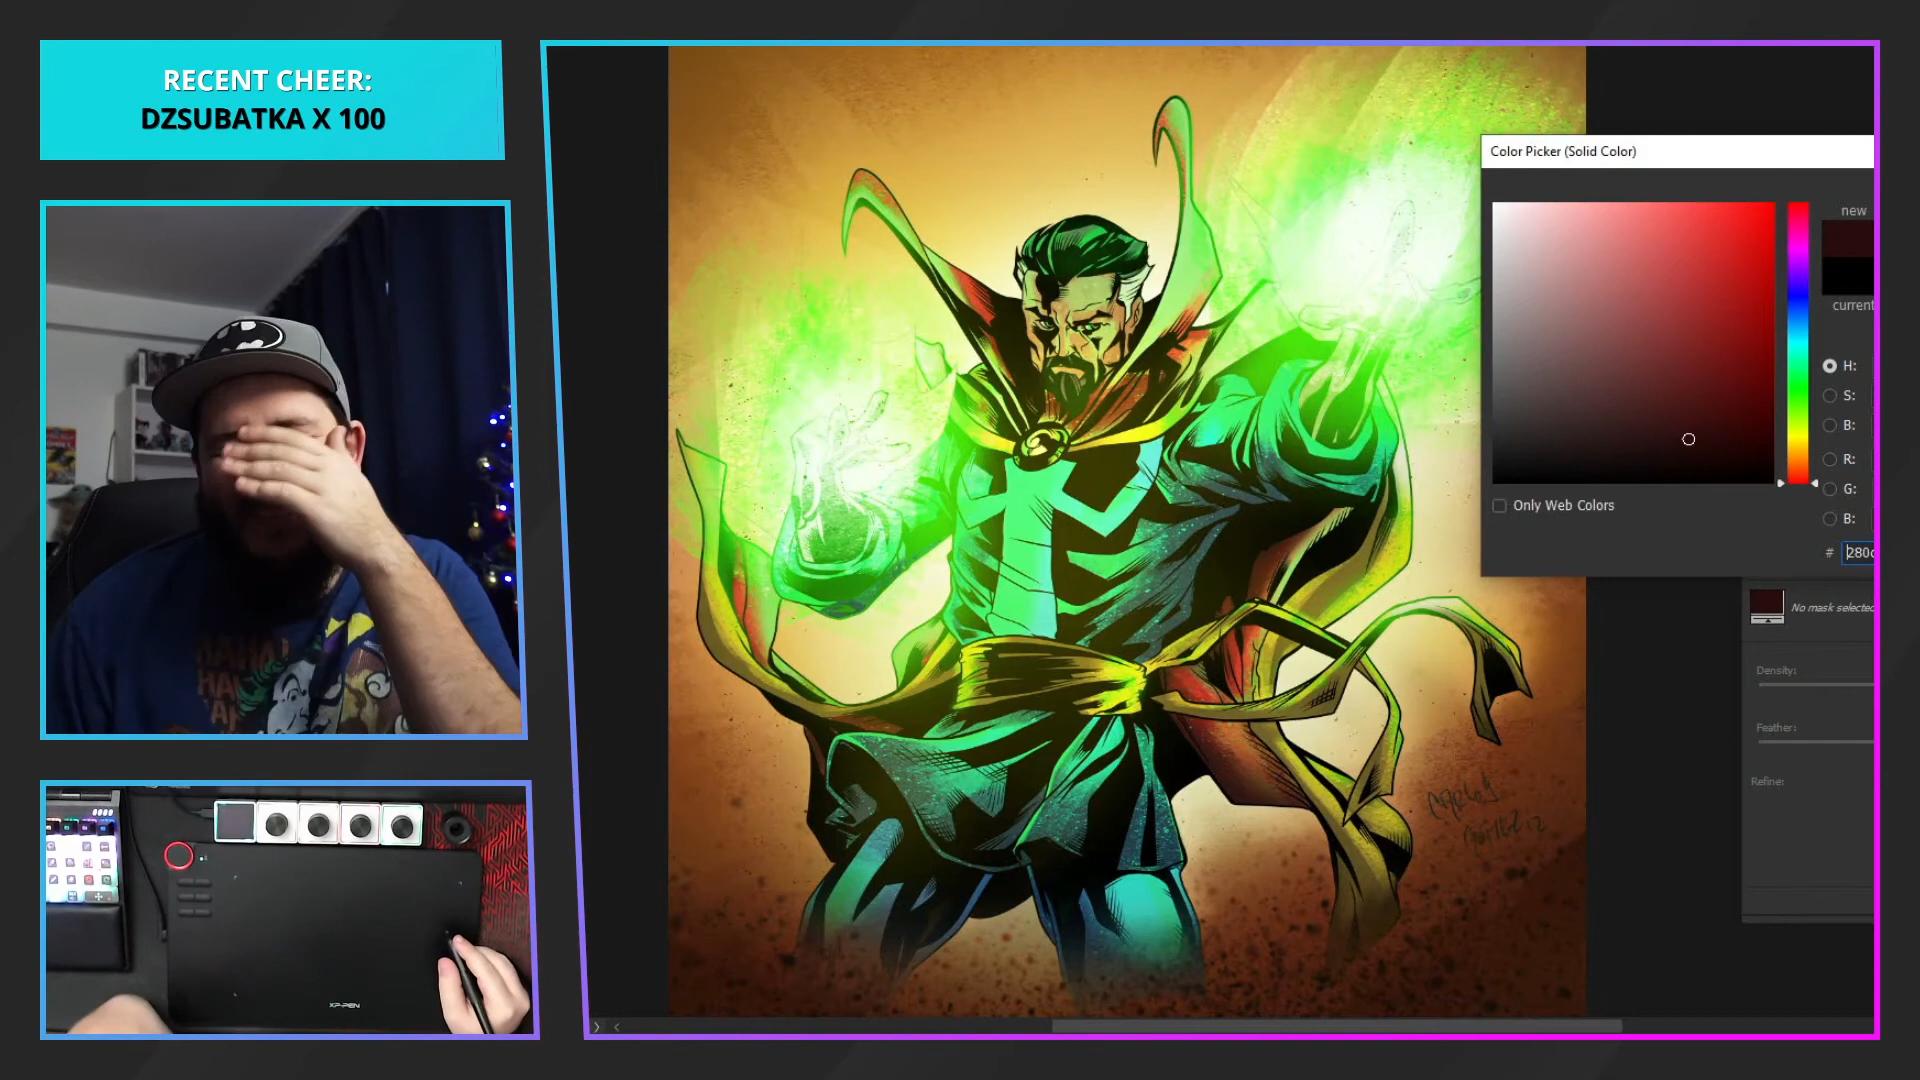 RECENT CHEER:
DZSUBATKA X 100
Color Picker (Solid Color)
new
current
H:
S:
B:
R:
G:
B:
Only Web Colors
#
No mask selected
Density:
Feather:
Refine:
XP-PEN